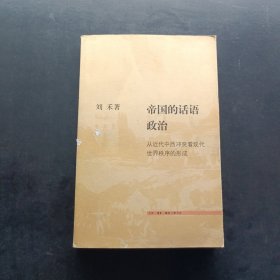 刘 禾著
帝国的话语
政治
从近代中西冲突看现代
世界秩序的形成